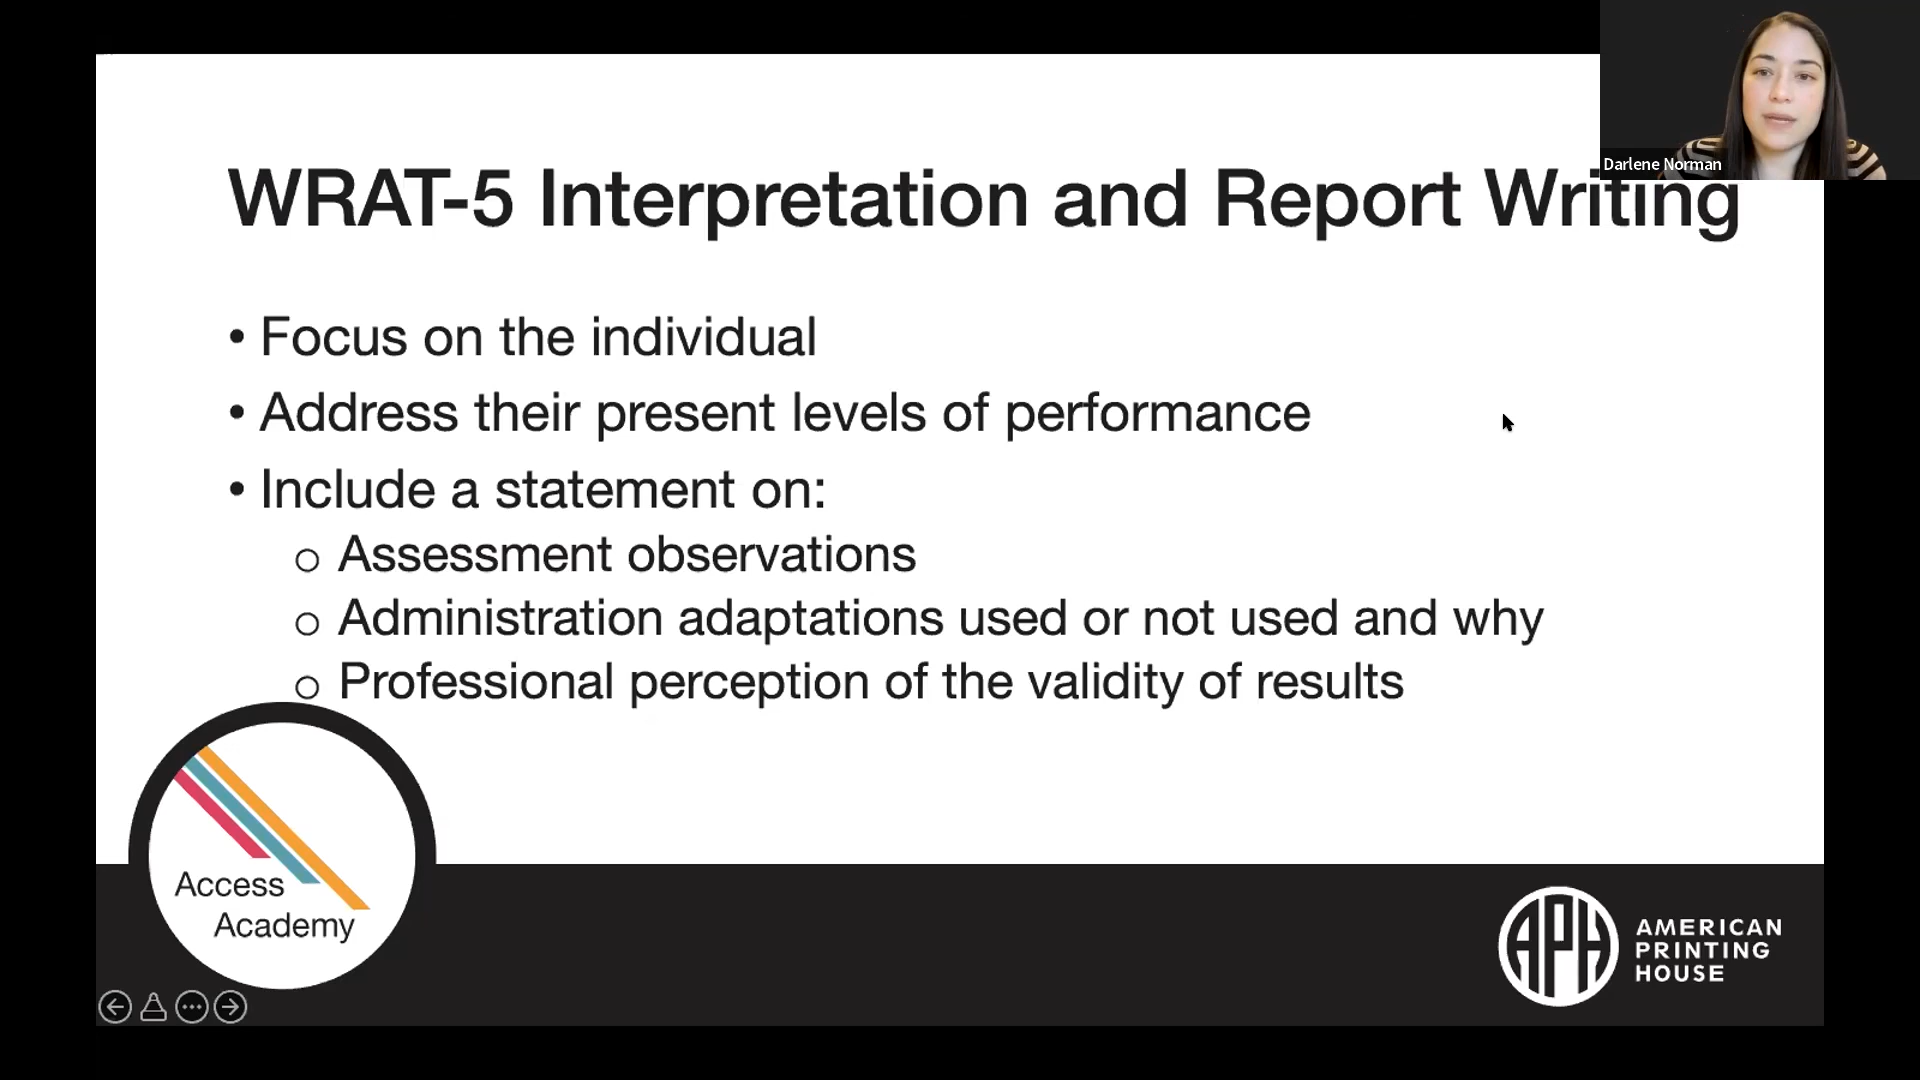 Darlene Norman
WRAT-5 Interpretation and Report Writing
• Focus on the individual
• Address their present levels of performance
• Include a statement on:
o Assessment observations
o Administration adaptations used or not used and why
o Professional perception of the validity of results
Access
Academy
APH
AMERICAN
PRINTING
HOUSE